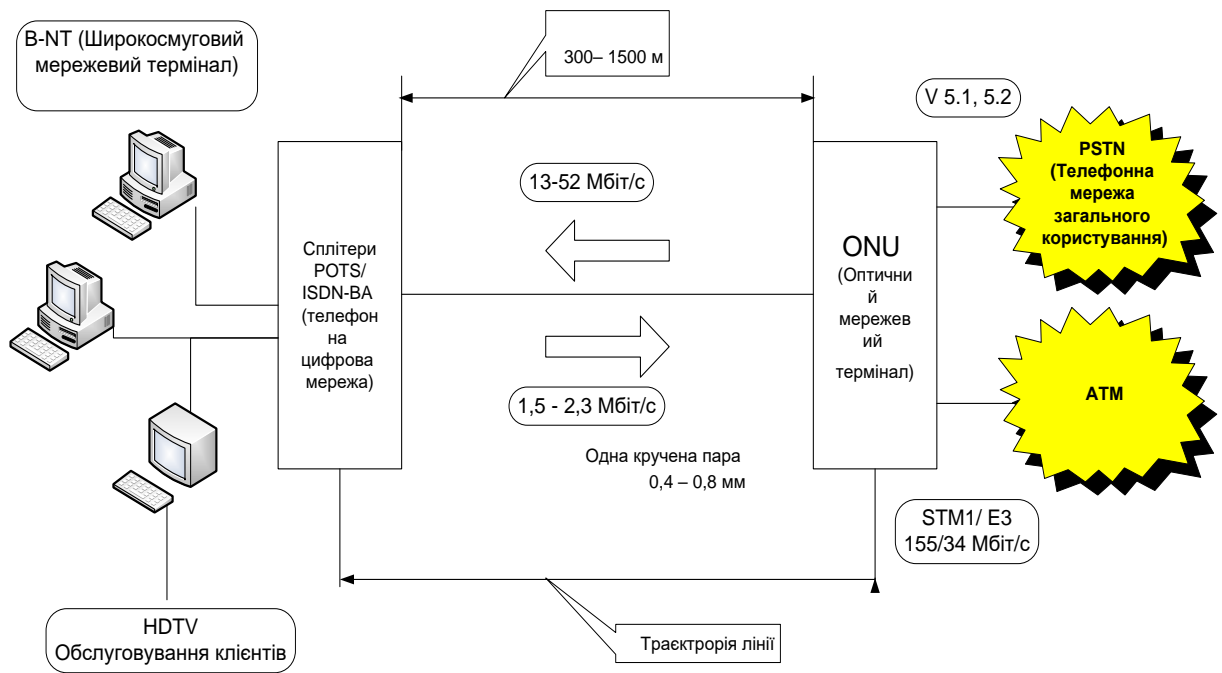 B-NT (Широкосмуговий
мережевий термінал)
300– 1500 м
V 5.1, 5.2
PSTN
(Телефонна
мережа
загального
користування)
13-52 Мбіт/с
Сплітери
POTS/
ISDN-BA
(телефон
на
цифрова
мережа)
ONU
(Оптични
й
мережев
ий
термінал)
1,5 - 2,3 Мбіт/с
ATM
Одна кручена пара
0,4 – 0,8 мм
STM1/ E3
155/34 Мбіт/с
HDTV
Обслуговування клієнтів
Траєктрорія лінії